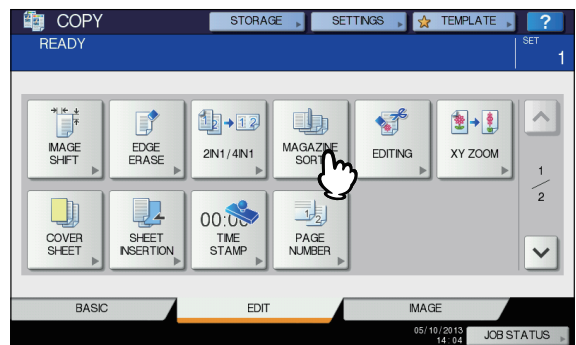 COPY
STORAGE
SETTINGS
TEMPLATE
?
READY
SET
1
IMAGE
SHIFT
EDGE
ERASE
2IN1/4IN1
MAGAZINE
SORT
EDITING
XY ZOOM
1
2
COVER
SHEET
SHEET
INSERTION
00:00
TIME
STAMP
PAGE
NUMBER
BASIC
EDIT
IMAGE
05/10/2013
14:04
JOB STATUS